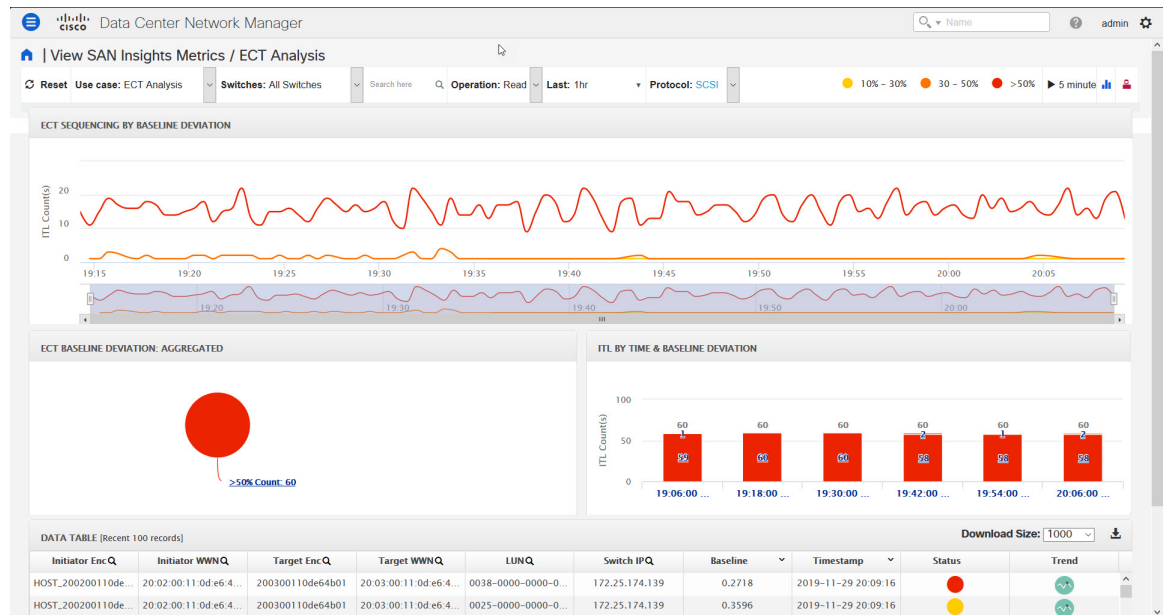 cisco Data Center Network Manager Name admin
| View SAN Insights Metrics / ECT Analysis
Reset Use case: ECT Analysis Switches: All Switches Search here Operation: Read Last: 1hr Protocol: SCSI 10% - 30% 30 - 50% >50% 5 minute
ECT SEQUENCING BY BASELINE DEVIATION
ITL Count(s)
20
10
0
19:15 19:20 19:25 19:30 19:35 19:40 19:45 19:50 19:55 20:00 20:05
19:20 19:30 19:40 19:50 20:00
ECT BASELINE DEVIATION: AGGREGATED
>50% Count: 60
ITL BY TIME & BASELINE DEVIATION
ITL Count(s)
100
50
0
60 60 60 60 60 60
1 2 1 2
59 60 60 58 58 58
19:06:00 ... 19:18:00 ... 19:30:00 ... 19:42:00 ... 19:54:00 ... 20:06:00 ...
DATA TABLE [Recent 100 records] Download Size: 1000
Initiator Enc Initiator WWN Target Enc Target WWN LUN Switch IP Baseline Timestamp Status Trend
HOST_200200110de... 20:02:00:11:0d:e6:4... 200300110de64b01 20:03:00:11:0d:e6:4... 0038-0000-0000-0... 172.25.174.139 0.2718 2019-11-29 20:09:16
HOST_200200110de... 20:02:00:11:0d:e6:4... 200300110de64b01 20:03:00:11:0d:e6:4... 0025-0000-0000-0... 172.25.174.139 0.3596 2019-11-29 20:09:16